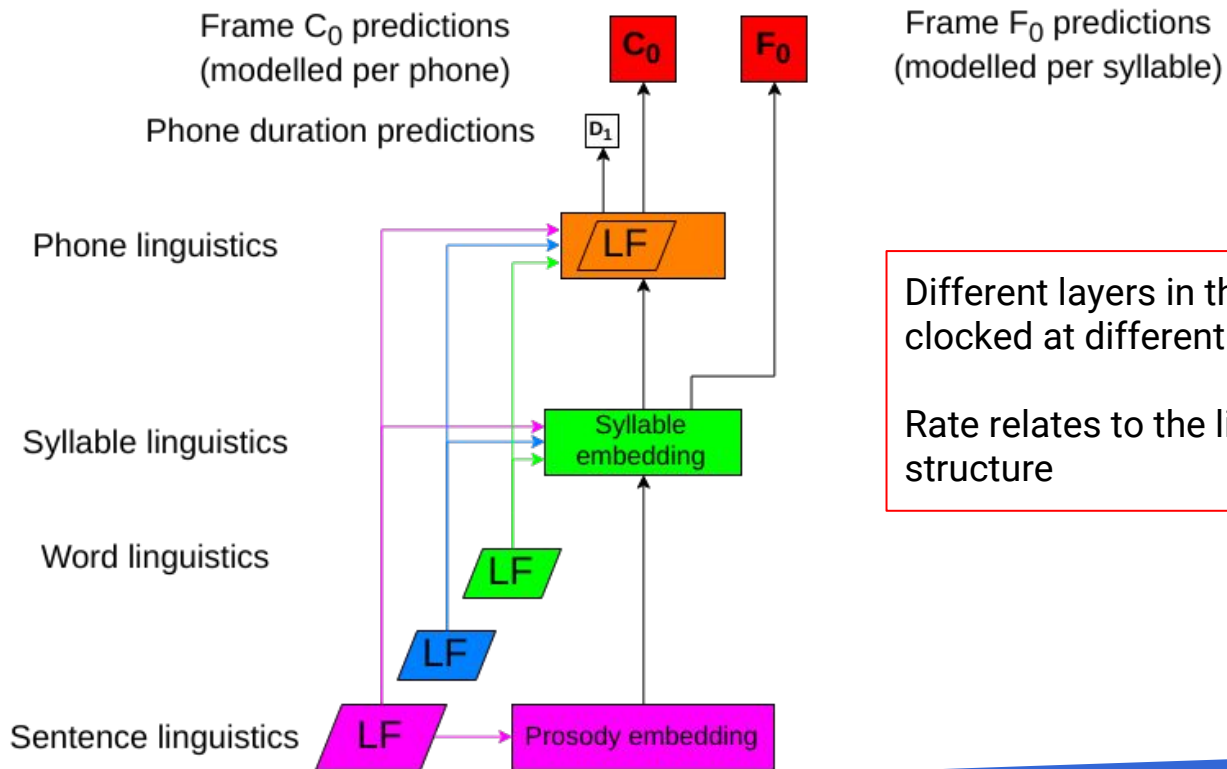 Frame C₀ predictions
(modelled per phone)
C₀
F₀
Frame F₀ predictions
(modelled per syllable)
Phone duration predictions
D₁
Phone linguistics
LF
Different layers in
clocked at different
Rate relates to the
structure
Syllable linguistics
Syllable
embedding
Word linguistics
LF
LF
Sentence linguistics
LF
Prosody embedding